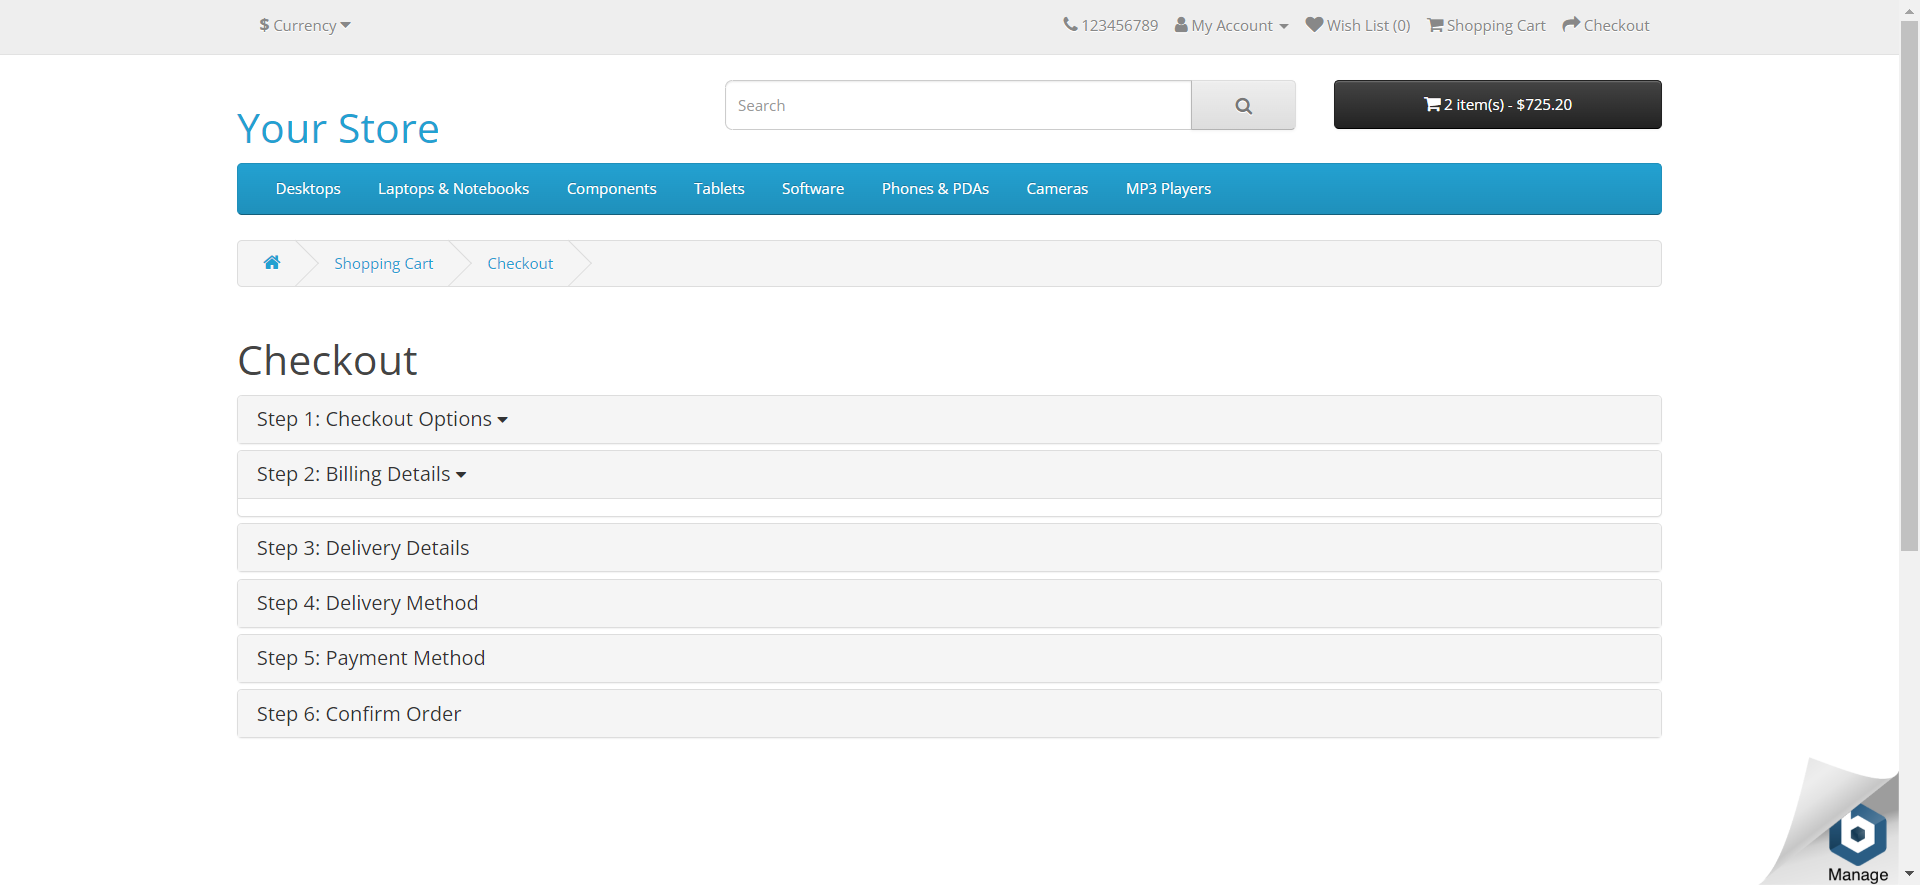 $ Currency
123456789 My Account Wish List (0) Shopping Cart Checkout
Search
2 item(s) - $725.20
Your Store
Desktops Laptops & Notebooks Components Tablets Software Phones & PDAs Cameras MP3 Players
Shopping Cart Checkout
Checkout
Step 1: Checkout Options
Step 2: Billing Details
Step 3: Delivery Details
Step 4: Delivery Method
Step 5: Payment Method
Step 6: Confirm Order
b
Manage